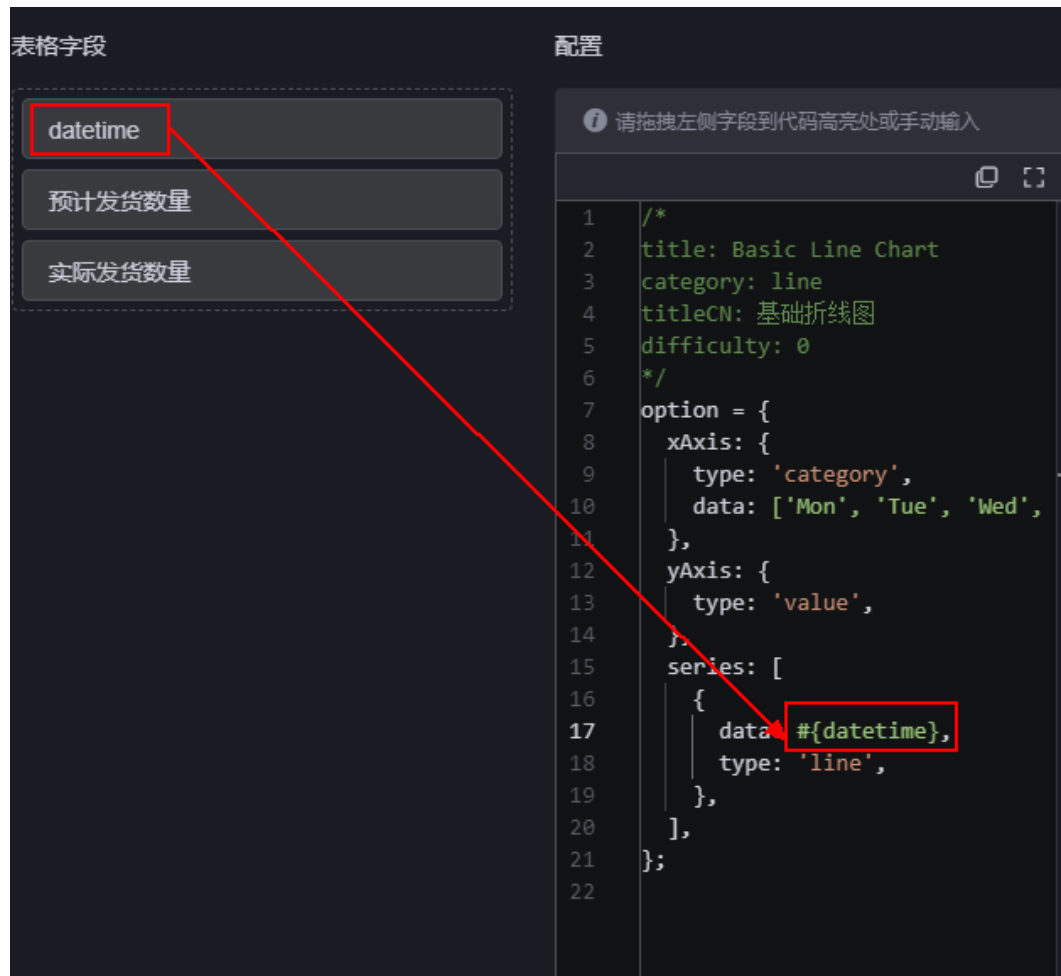 表格字段
datetime
预计发货数量
实际发货数量
配置
请拖拽左侧字段到代码高亮处或手动输入
1 /*
2 title: Basic Line Chart
3 category: line
4 titleCN: 基础折线图
5 difficulty: 0
6 */
7 option = {
8 xAxis: {
9 type: 'category',
10 data: ['Mon', 'Tue', 'Wed',
11 },
12 yAxis: {
13 type: 'value',
14 },
15 series: [
16 {
17 data: #{datetime},
18 type: 'line',
19 },
20 ],
21 };
22